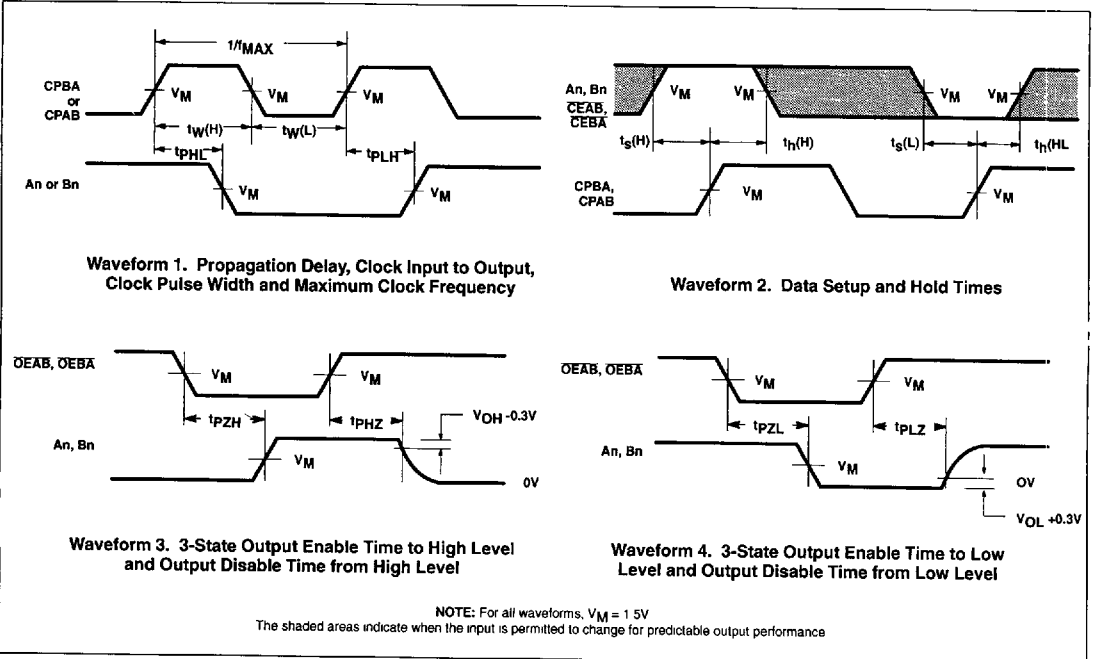 1/fMAX
CPBA
or
CPAB
VM
VM
VM
tW(H)
tW(L)
tPHL
tPLH
An or Bn
VM
VM
Waveform 1. Propagation Delay, Clock Input to Output,
Clock Pulse Width and Maximum Clock Frequency
An, Bn
CEAB,
CEBA
VM
VM
VM
VM
ts(H)
th(H)
ts(L)
th(HL
CPBA,
CPAB
VM
VM
Waveform 2. Data Setup and Hold Times
OEAB, OEBA
VM
VM
tPZH
tPHZ
VOH -0.3V
An, Bn
VM
0V
Waveform 3. 3-State Output Enable Time to High Level
and Output Disable Time from High Level
OEAB, OEBA
VM
VM
tPZL
tPLZ
An, Bn
VM
OV
VOL +0.3V
Waveform 4. 3-State Output Enable Time to Low
Level and Output Disable Time from Low Level
NOTE: For all waveforms, VM = 1 5V
The shaded areas indicate when the input is permitted to change for predictable output performance